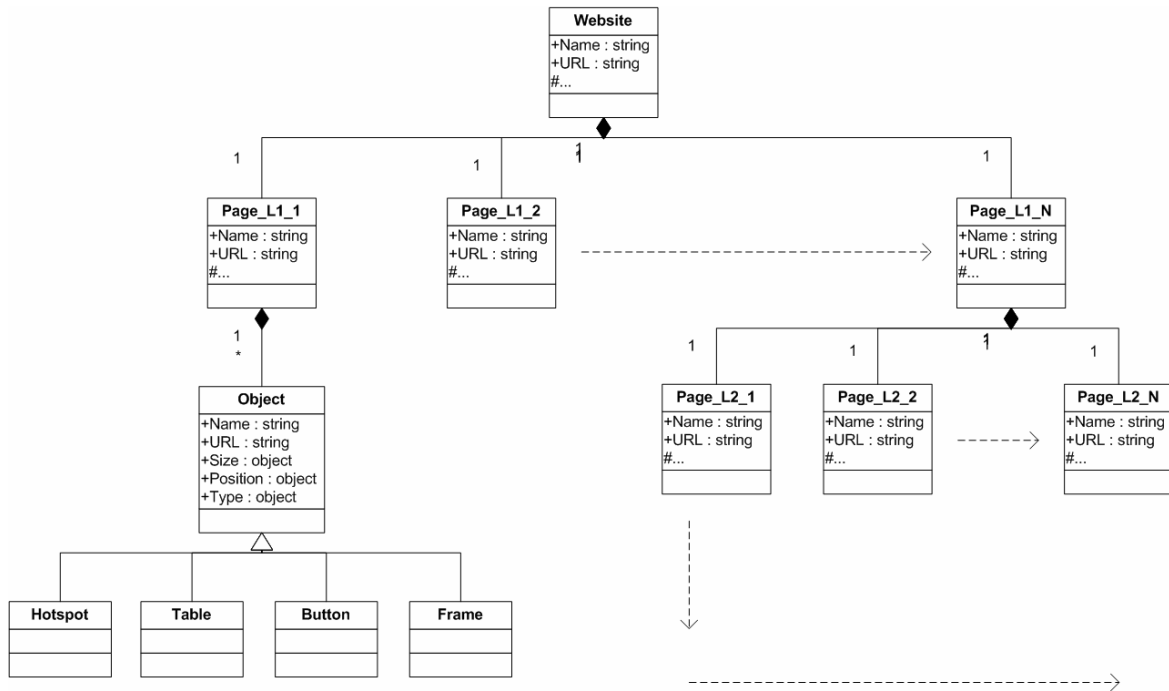 Website
+Name : string
+URL : string
#...
1
1
1
1
1
Page_L1_1
+Name : string
+URL : string
#...
Page_L1_2
+Name : string
+URL : string
#...
Page_L1_N
+Name : string
+URL : string
#...
1
*
1
1
1
1
1
Object
+Name : string
+URL : string
+Size : object
+Position : object
+Type : object
Page_L2_1
+Name : string
+URL : string
#...
Page_L2_2
+Name : string
+URL : string
#...
Page_L2_N
+Name : string
+URL : string
#...
Hotspot
Table
Button
Frame